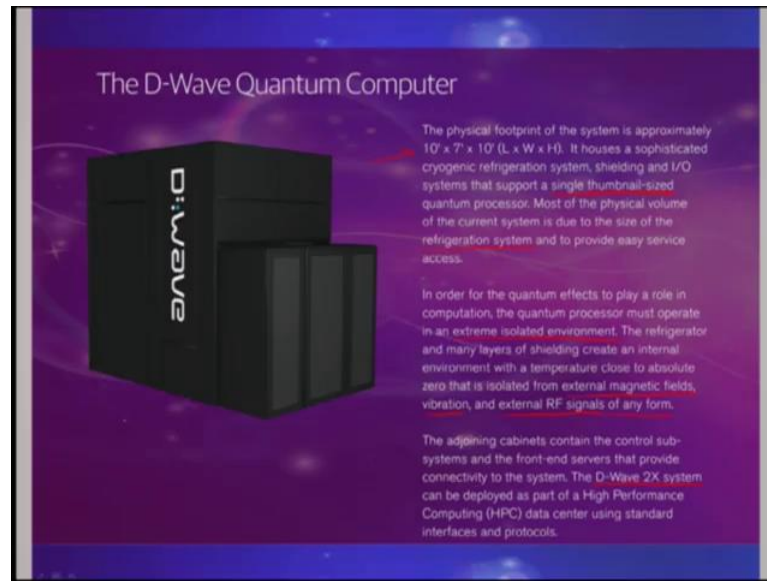 The D-Wave Quantum Computer
D:wave
The physical footprint of the system is approximately
10' x 7' x 10' (L x W x H). It houses a sophisticated
cryogenic refrigeration system, shielding and I/O
systems that support a single thumbnail-sized
quantum processor. Most of the physical volume
of the current system is due to the size of the
refrigeration system and to provide easy service
access.
In order for the quantum effects to play a role in
computation, the quantum processor must operate
in an extreme isolated environment. The refrigerator
and many layers of shielding create an internal
environment with a temperature close to absolute
zero that is isolated from external magnetic fields,
vibration, and external RF signals of any form.
The adjoining cabinets contain the control sub-
systems and the front-end servers that provide
connectivity to the system. The D-Wave 2X system
can be deployed as part of a High Performance
Computing (HPC) data center using standard
interfaces and protocols.